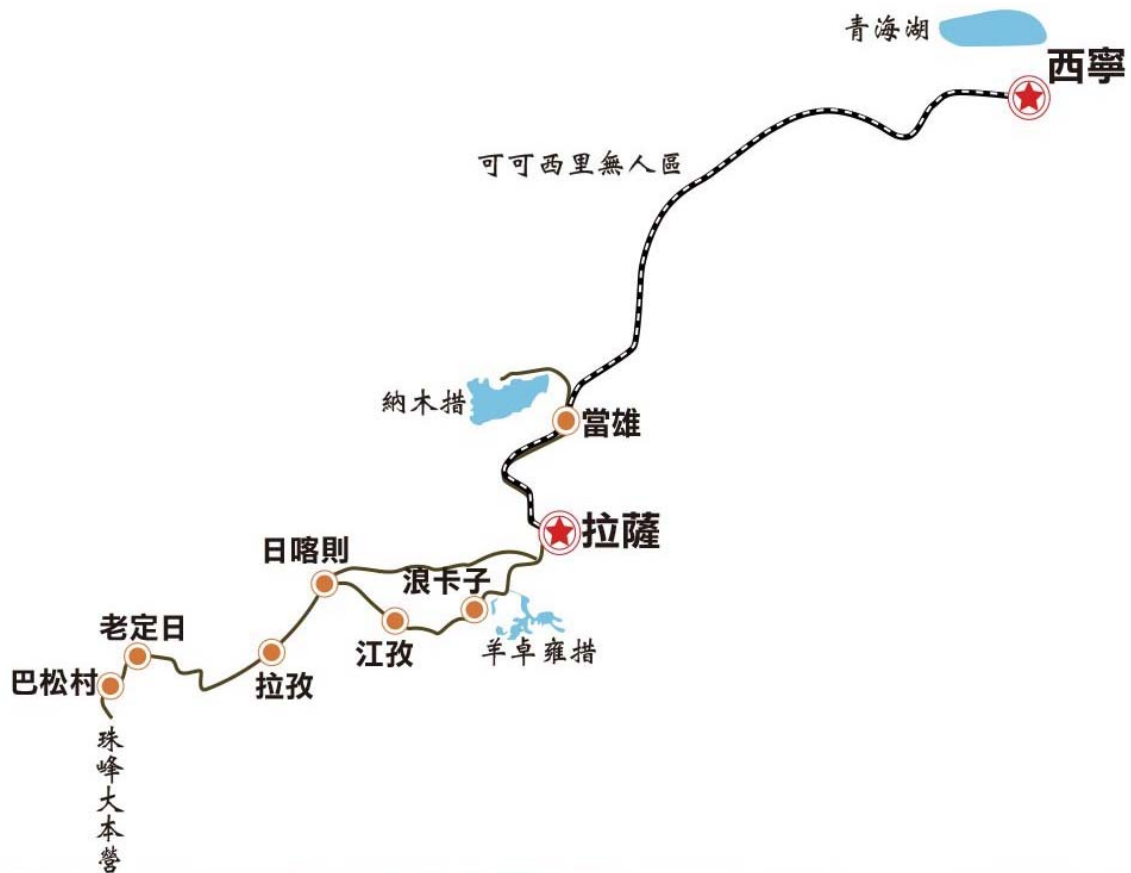 青海湖
西寧
可可西里無人區
納木措
當雄
拉薩
日喀則
浪卡子
老定日
江孜
羊卓雍措
巴松村
拉孜
珠峰大本營